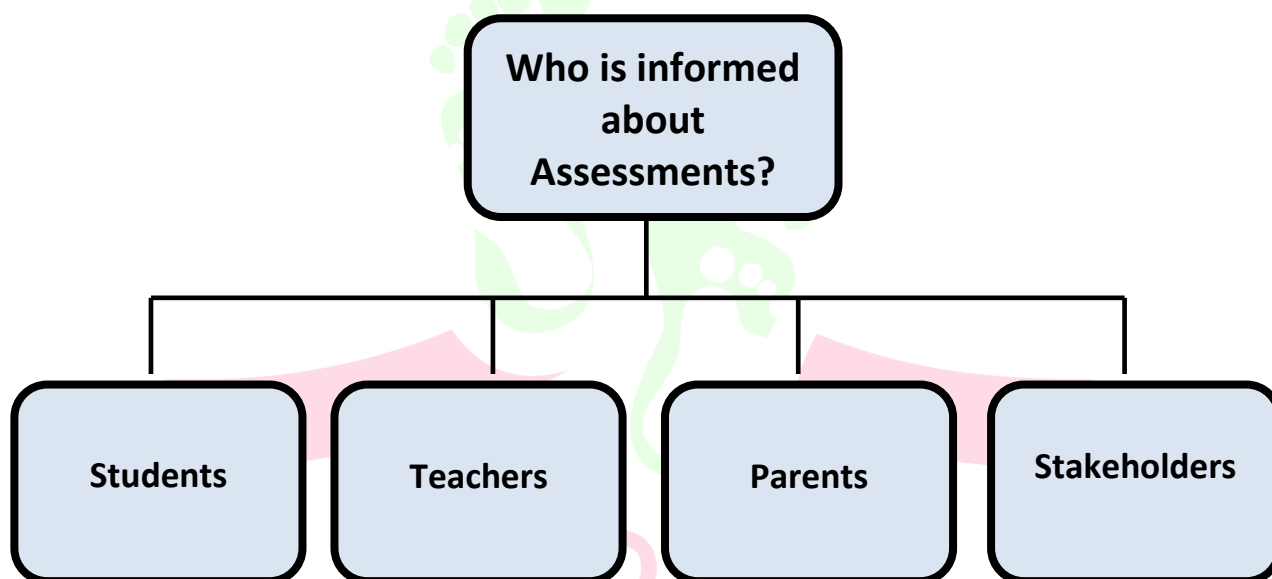 Who is informed
about
Assessments?
Students
Teachers
Parents
Stakeholders